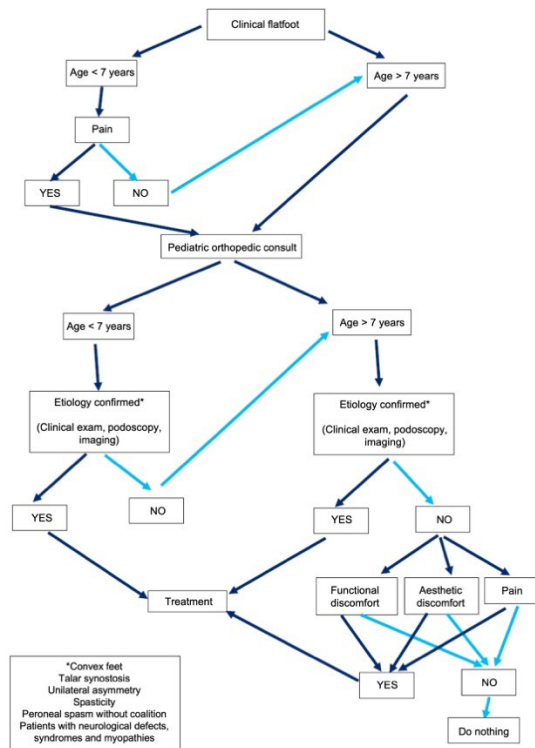 Clinical flatfoot
Age < 7 years
Age > 7 years
Pain
YES
NO
Pediatric orthopedic consult
Age < 7 years
Age > 7 years
Etiology confirmed*
(Clinical exam, podoscopy,
imaging)
Etiology confirmed*
(Clinical exam, podoscopy,
imaging)
YES
NO
YES
NO
Treatment
Functional
discomfort
Aesthetic
discomfort
Pain
YES
NO
Do nothing
*Convex feet
Talar synostosis
Unilateral asymmetry
Spasticity
Peroneal spasm without coalition
Patients with neurological defects,
syndromes and myopathies